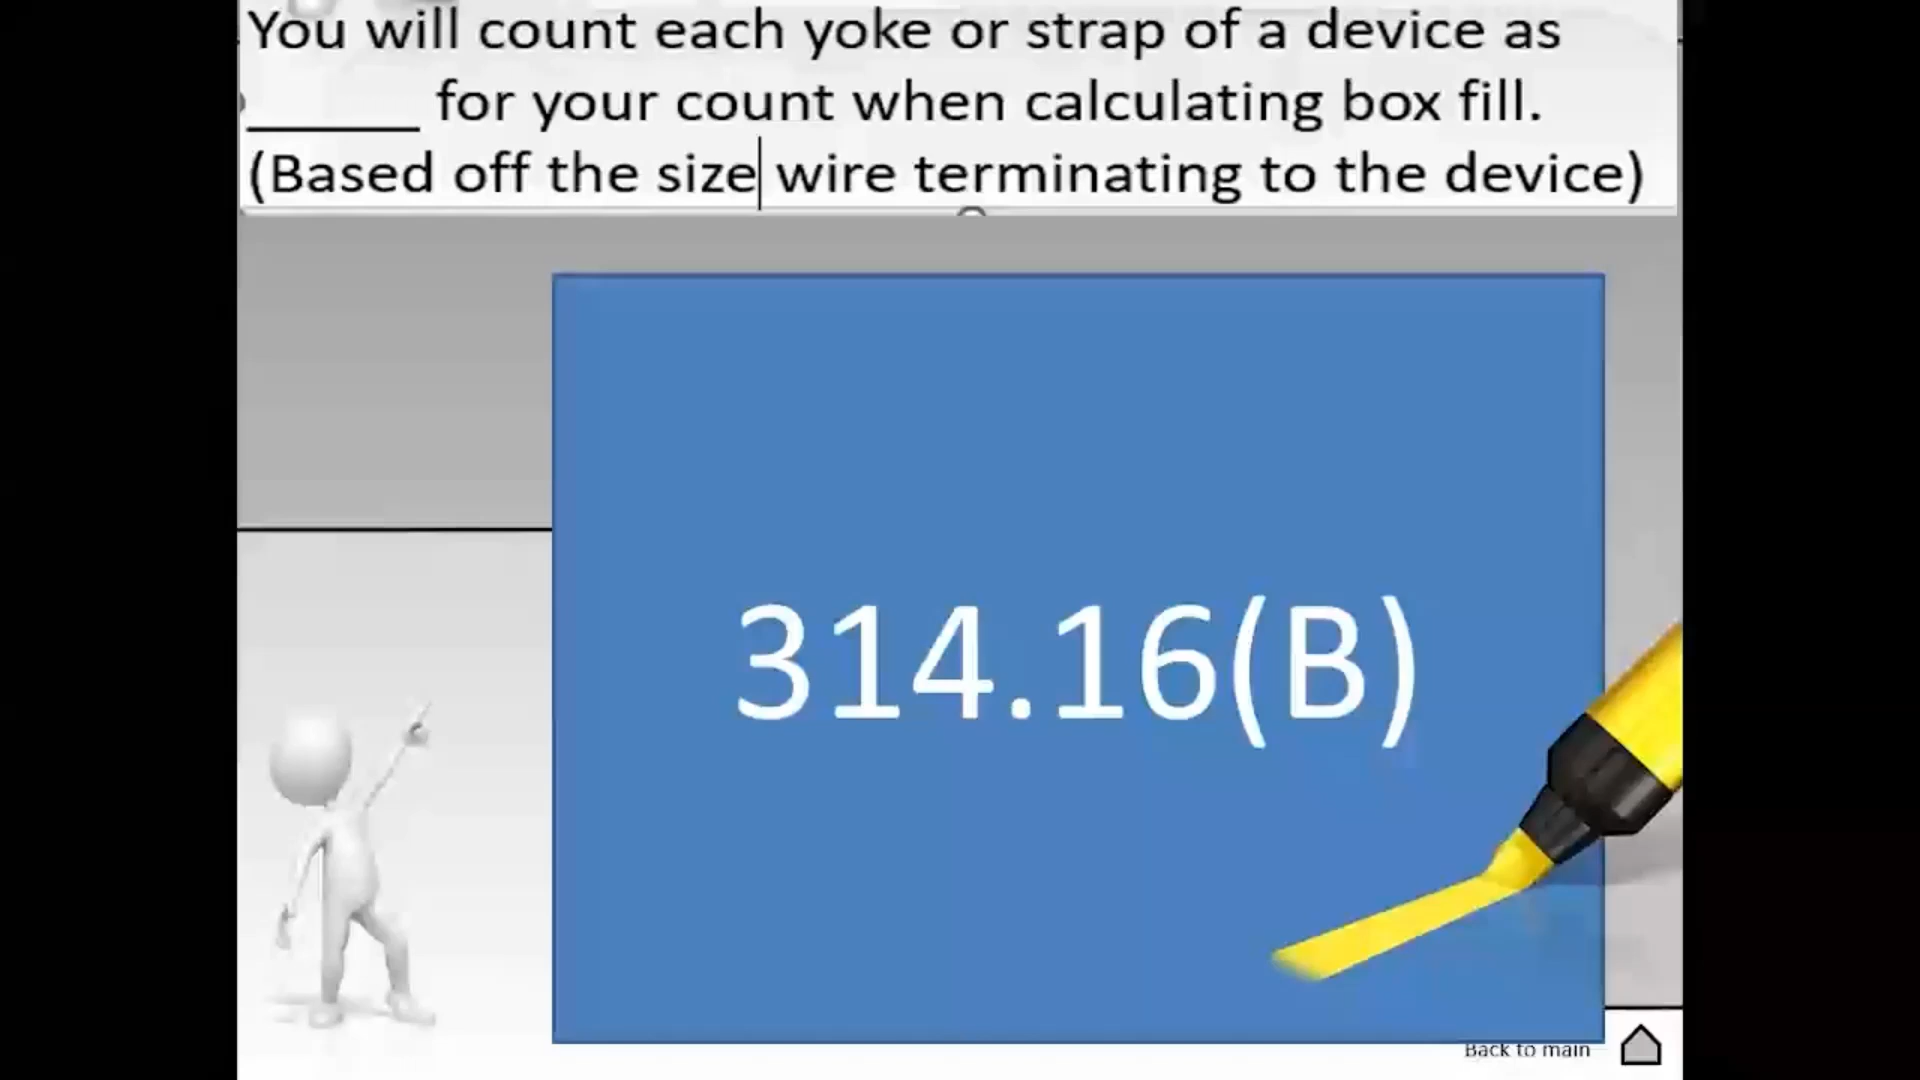 You will count each yoke or strap of a device as
______ for your count when calculating box fill.
(Based off the size wire terminating to the device)
314.16(B)
Back to main